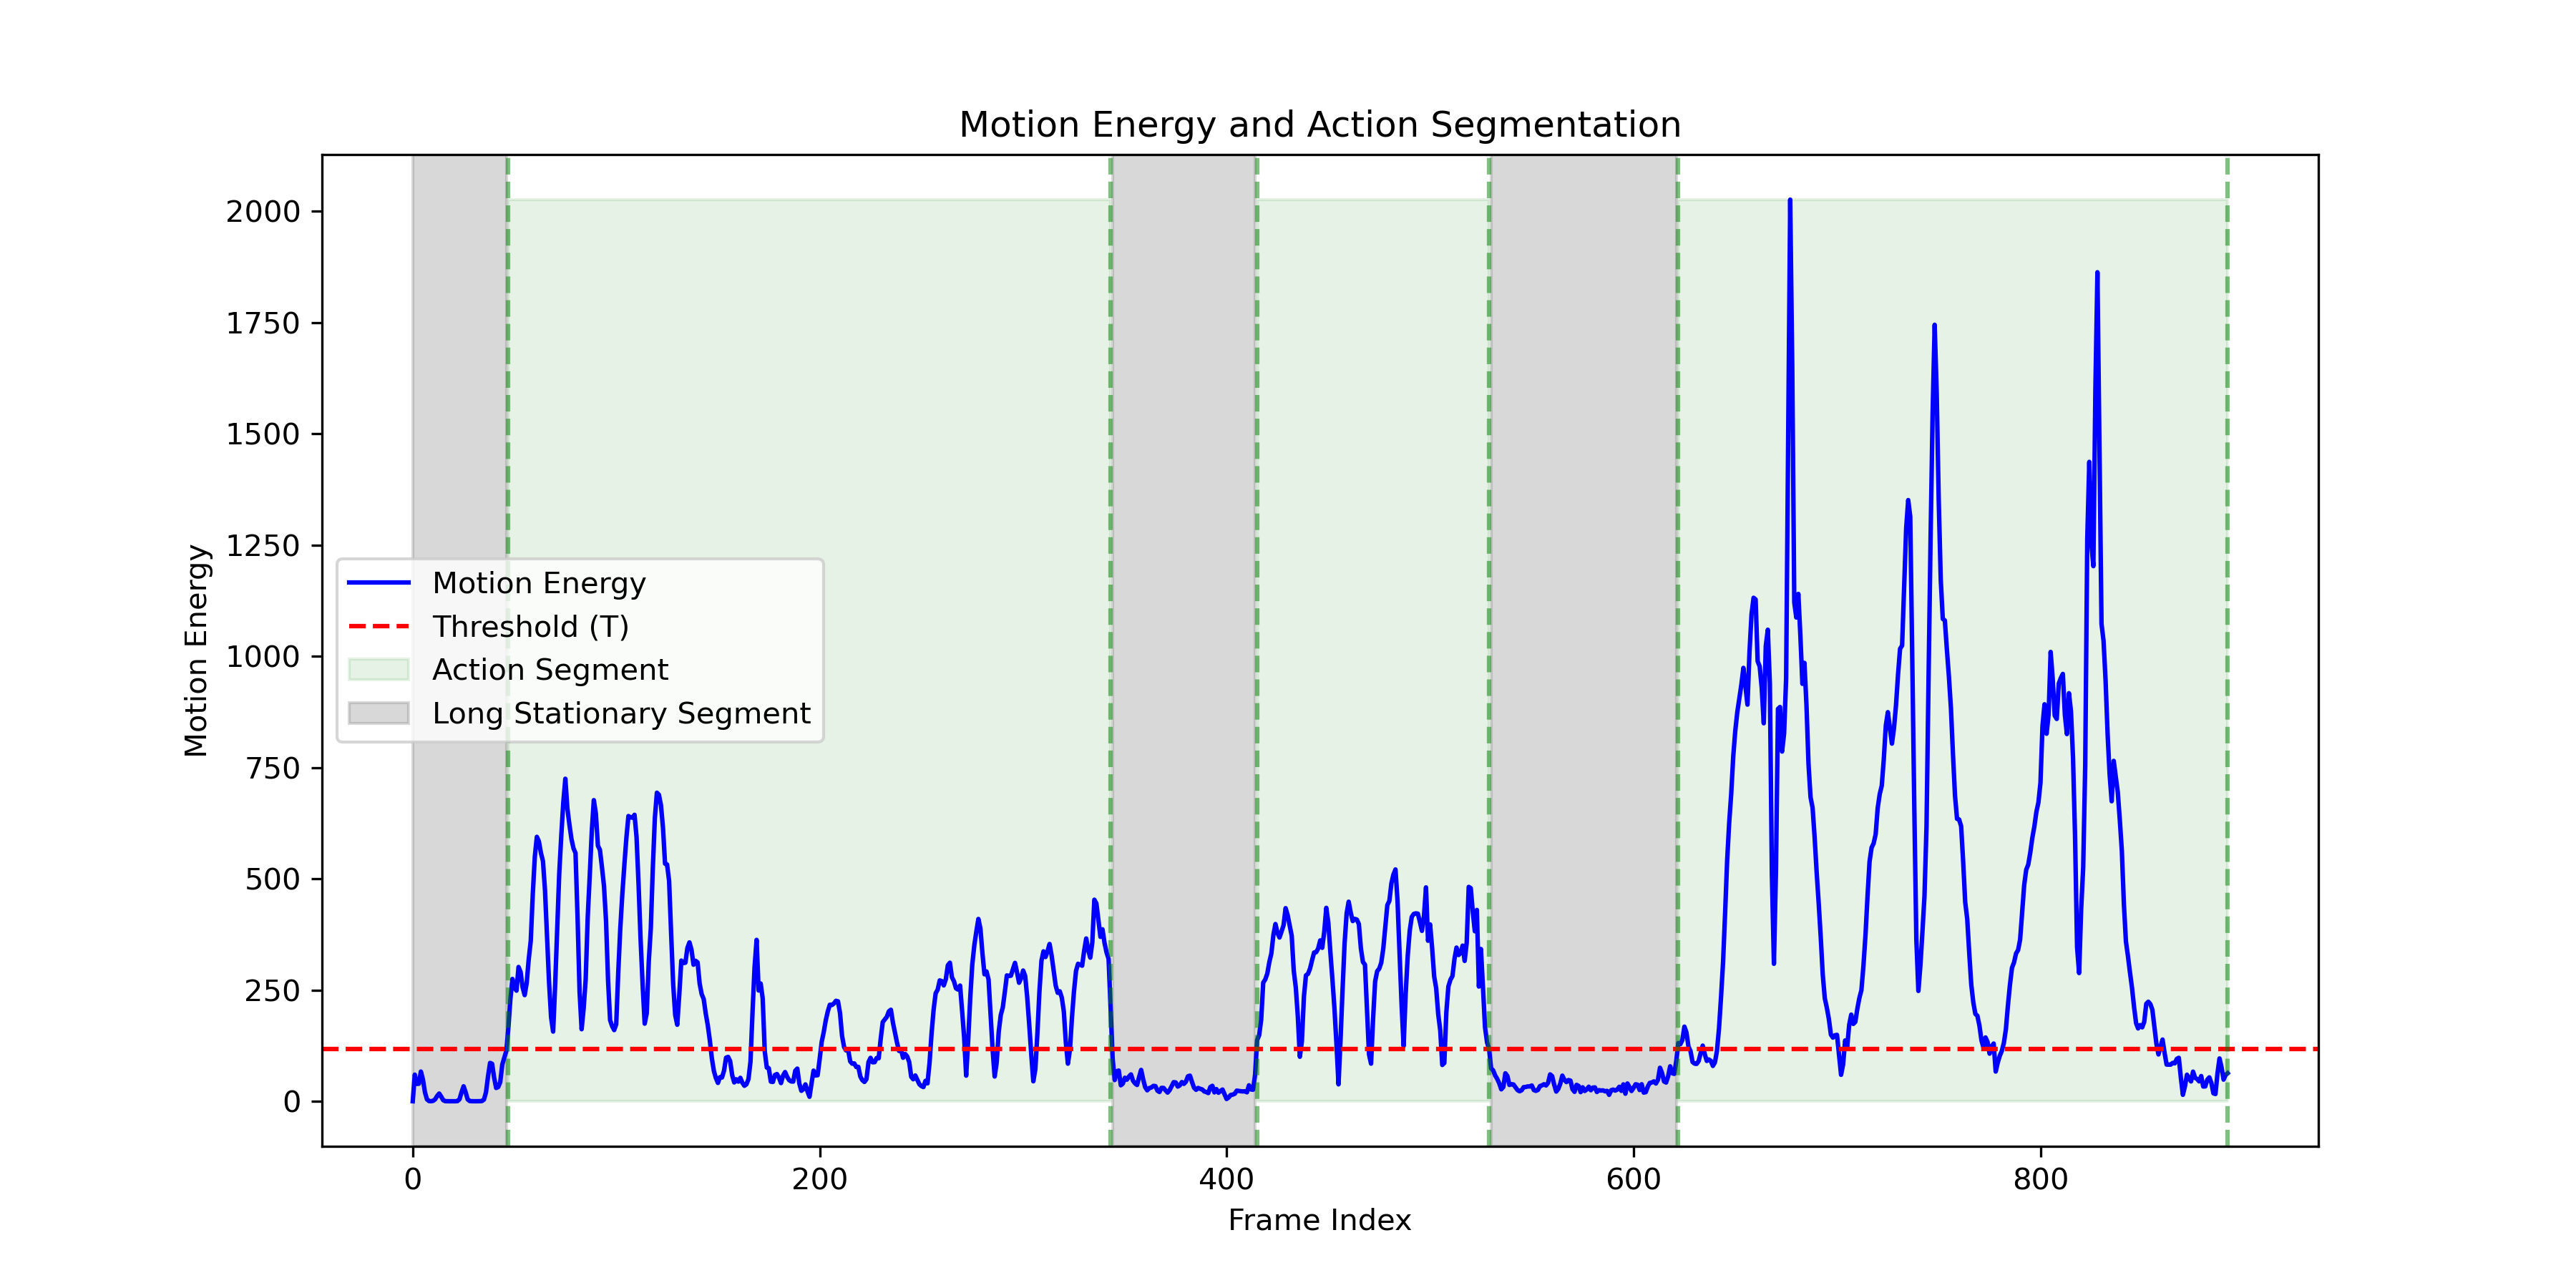 Motion Energy and Action Segmentation
Motion Energy
2000
1750
1500
1250
1000
750
500
250
0
Motion Energy
Threshold (T)
Action Segment
Long Stationary Segment
0 200 400 600 800
Frame Index